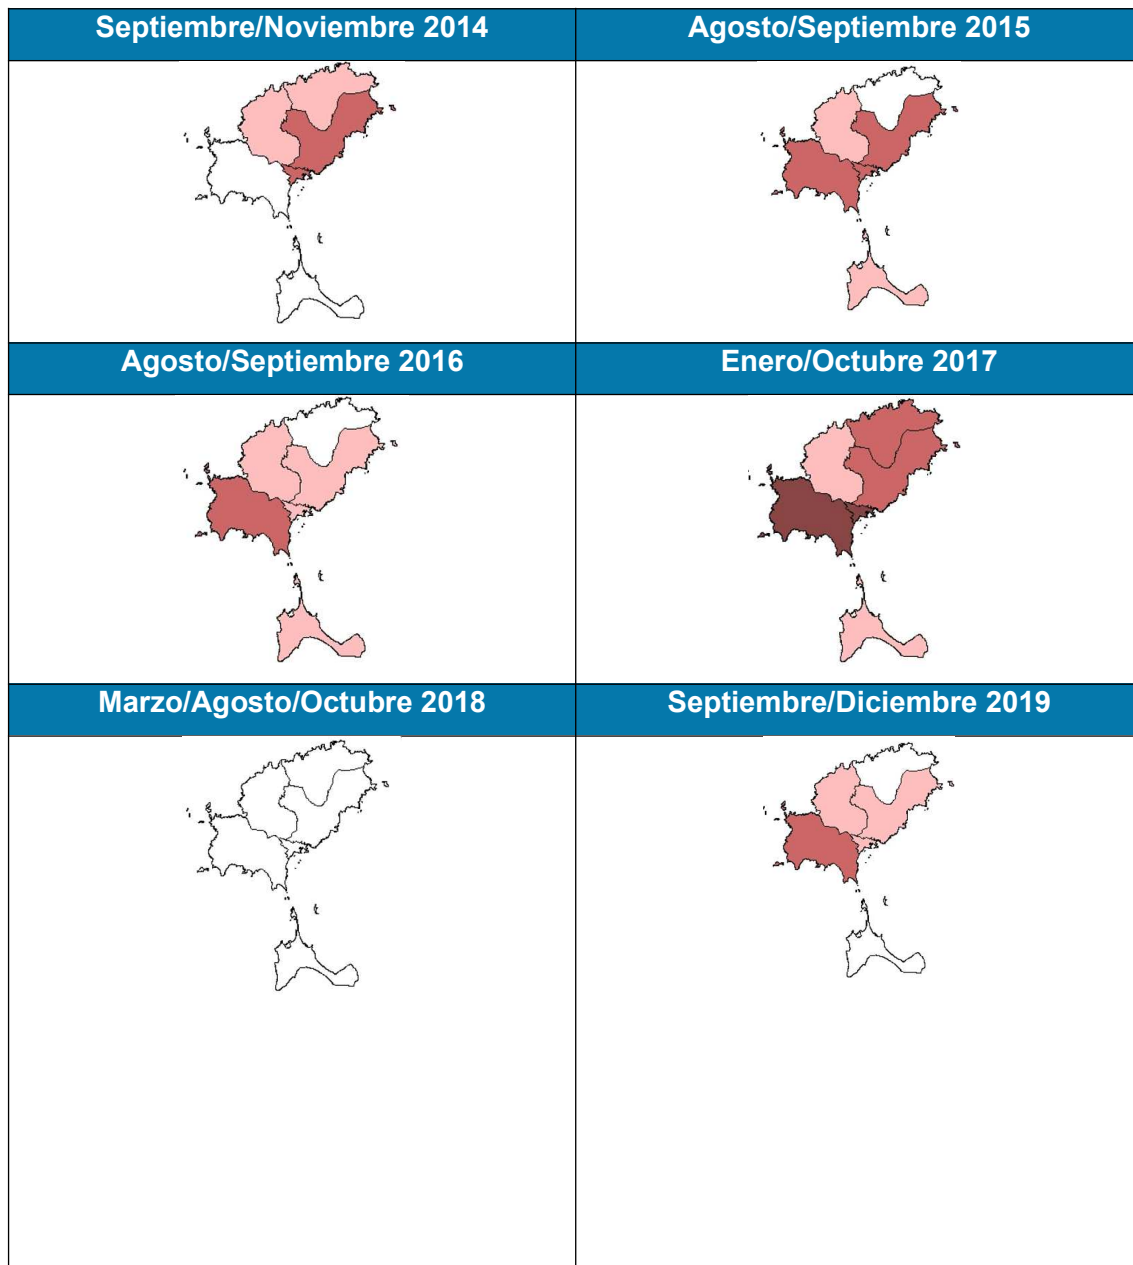 Septiembre/Noviembre 2014
Agosto/Septiembre 2015
Agosto/Septiembre 2016
Enero/Octubre 2017
Marzo/Agosto/Octubre 2018
Septiembre/Diciembre 2019